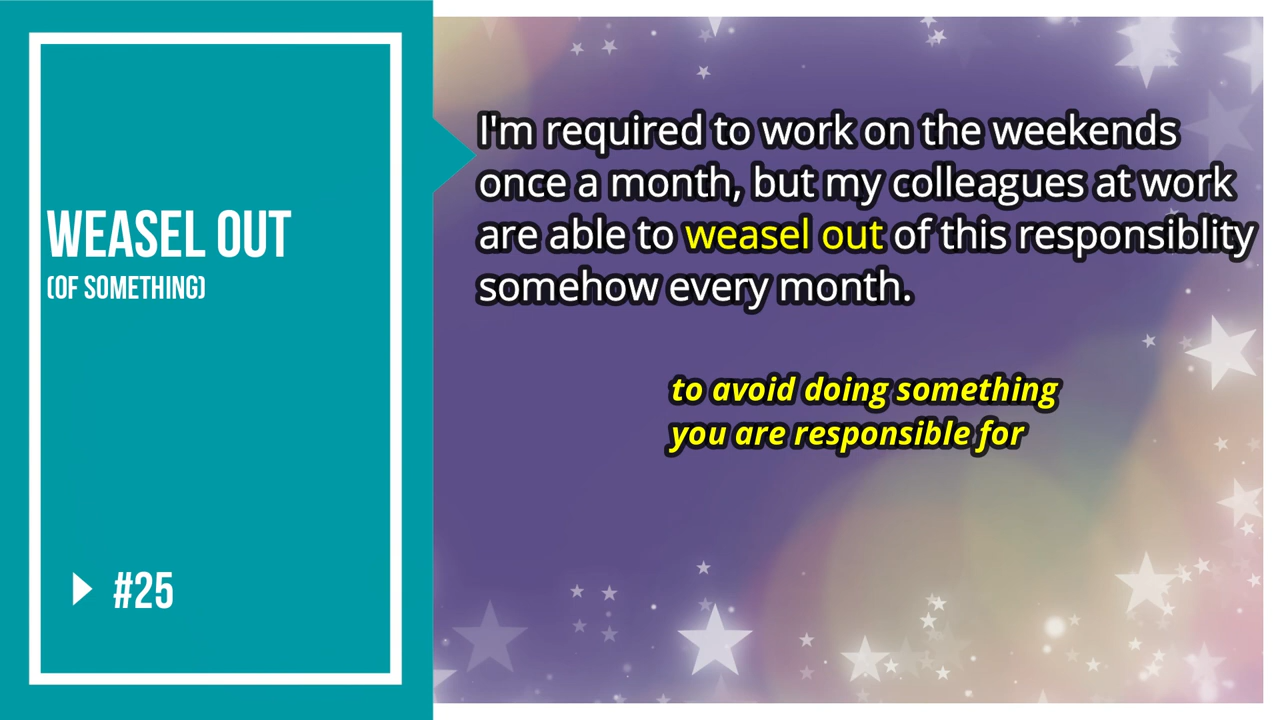 WEASEL OUT
(OF SOMETHING)
#25
I'm required to work on the weekends
once a month, but my colleagues at work
are able to weasel out of this responsiblity
somehow every month.
to avoid doing something
you are responsible for